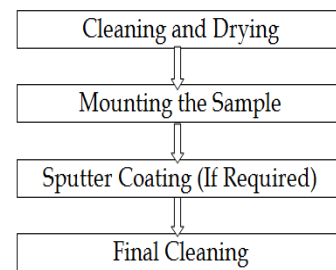 Cleaning and Drying
Mounting the Sample
Sputter Coating (If Required)
Final Cleaning